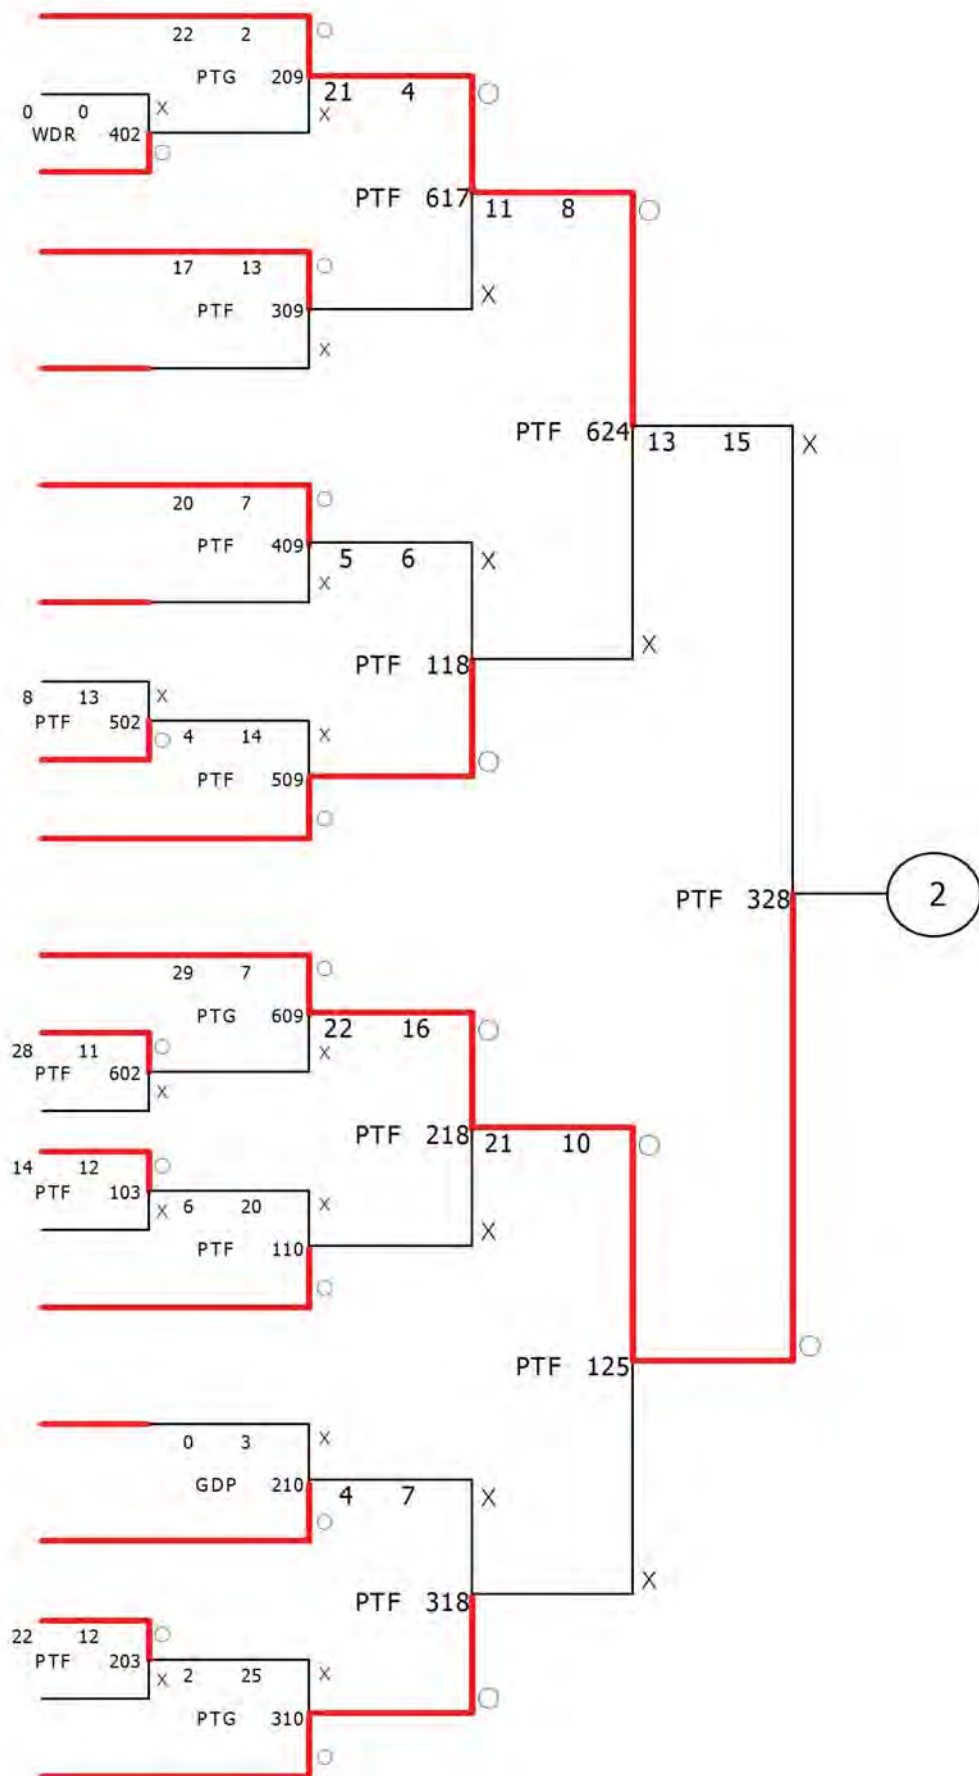 22 2
PTG 209
21 4
0 0
X
WDR 402
X
PTF 617
11 8
17 13
X
PTF 309
X
PTF 624
13 15
X
20 7
PTF 409
5 6
X
X
X
PTF 118
8 13
X
PTF 502
4 14
X
PTF 509
PTF 328
2
29 7
PTG 609
22 16
28 11
X
PTF 602
X
PTF 218
21 10
14 12
PTF 103
X
6 20
X
X
PTF 110
PTF 125
0 3
X
GDP 210
4 7
X
X
PTF 318
22 12
PTF 203
X
2 25
X
PTG 310